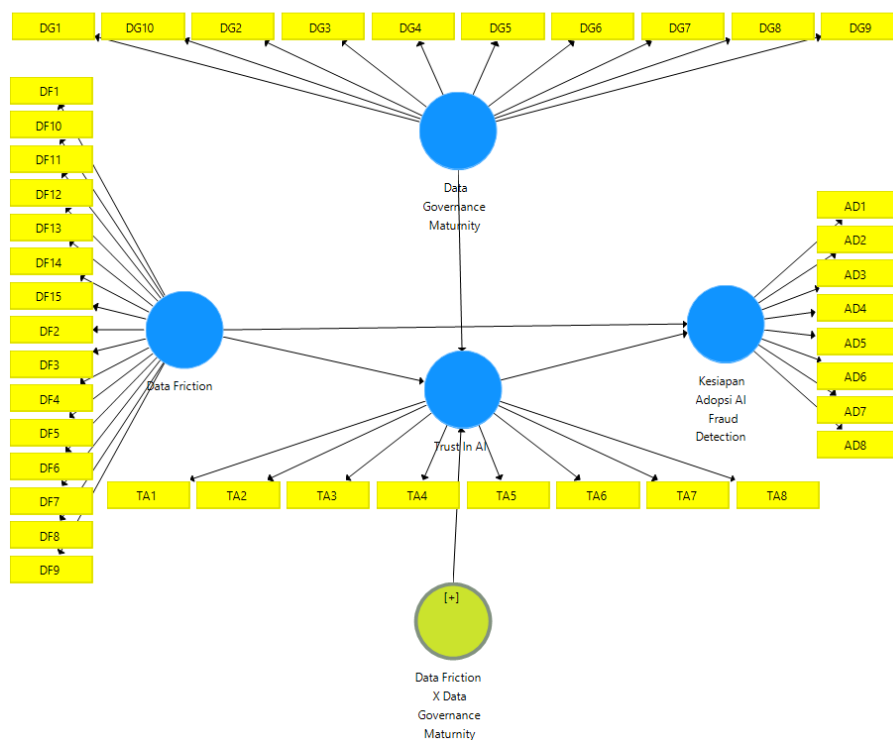 DG1
DG10
DG2
DG3
DG4
DG5
DG6
DG7
DG8
DG9
DF1
DF10
DF11
DF12
DF13
DF14
DF15
DF2
DF3
DF4
DF5
DF6
DF7
DF8
DF9
Data
Governance
Maturnity
Data Friction
Trust In AI
Kesiapan
Adopsi AI
Fraud
Detection
AD1
AD2
AD3
AD4
AD5
AD6
AD7
AD8
TA1
TA2
TA3
TA4
TA5
TA6
TA7
TA8
[+]
Data Friction
X Data
Governance
Maturnity